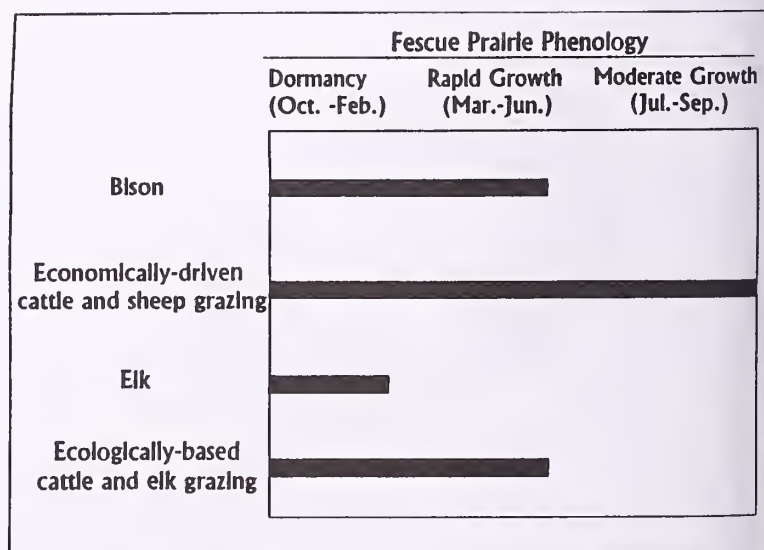 Fescue Prairie Phenology
Dormancy Rapid Growth Moderate Growth
(Oct. -Feb.) (Mar.-Jun.) (Jul.-Sep.)
Bison
Economically-driven
cattle and sheep grazing
Elk
Ecologically-based
cattle and elk grazing